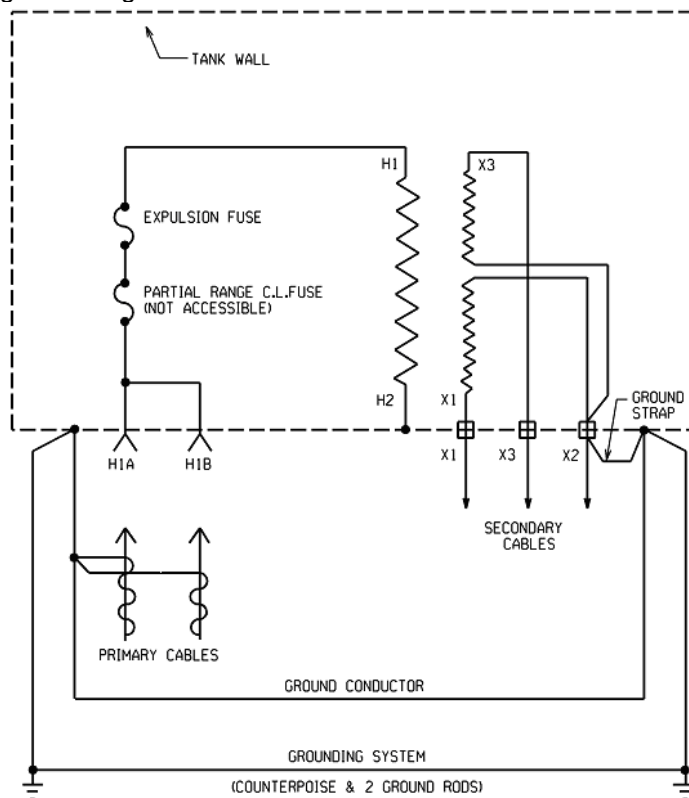 TANK WALL
H1
X3
EXPULSION FUSE
PARTIAL RANGE C.L.FUSE
(NOT ACCESSIBLE)
H2
X1
GROUND
STRAP
H1A
H1B
X1
X3
X2
SECONDARY
CABLES
PRIMARY CABLES
GROUND CONDUCTOR
GROUNDING SYSTEM
(COUNTERPOISE & 2 GROUND RODS)